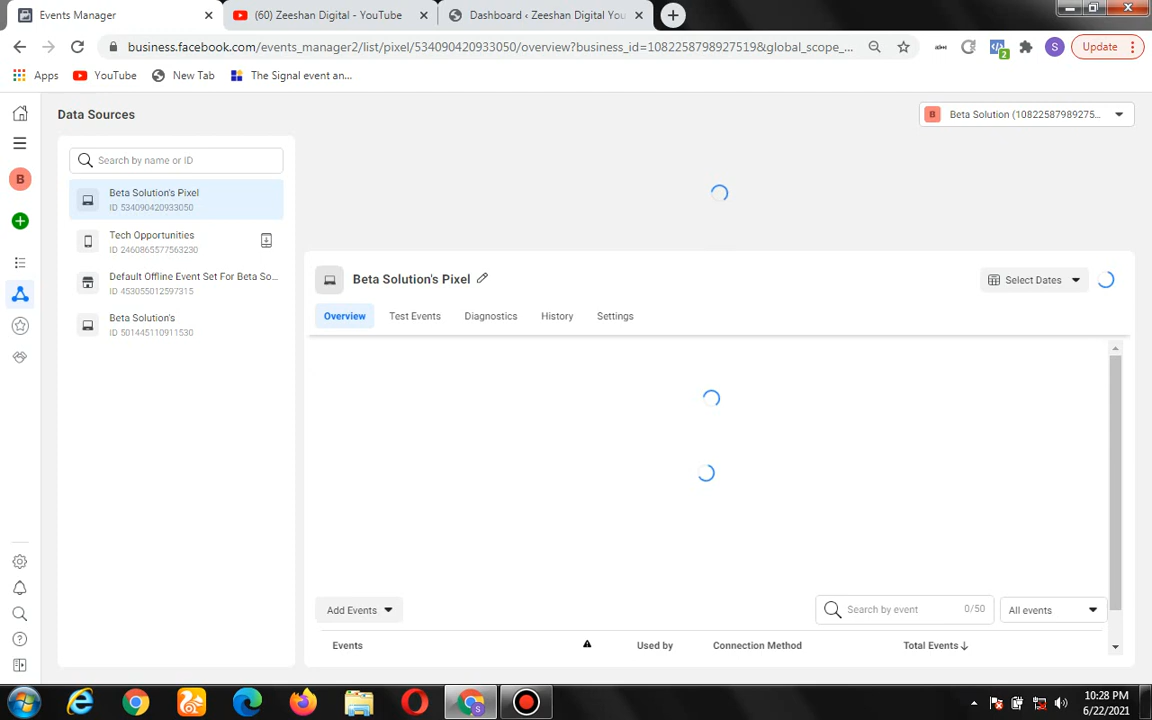 Events Manager
(60) Zeeshan Digital - YouTube
Dashboard ‹ Zeeshan Digital You
business.facebook.com/events_manager2/list/pixel/534090420933050/overview?business_id=1082258798927519&global_scope_...
2
S
Update
Apps
YouTube
New Tab
The Signal event an...
Data Sources
B
Beta Solution (10822587989275...
Search by name or ID
B
Beta Solution's Pixel
ID 534090420933050
Tech Opportunities
ID 2460865577563230
Default Offline Event Set For Beta So...
ID 453055012597315
Beta Solution's
ID 501445110911530
Beta Solution's Pixel
Select Dates
Overview
Test Events
Diagnostics
History
Settings
Add Events
Search by event
0/50
All events
Events
Used by
Connection Method
Total Events
10:28 PM
6/22/2021